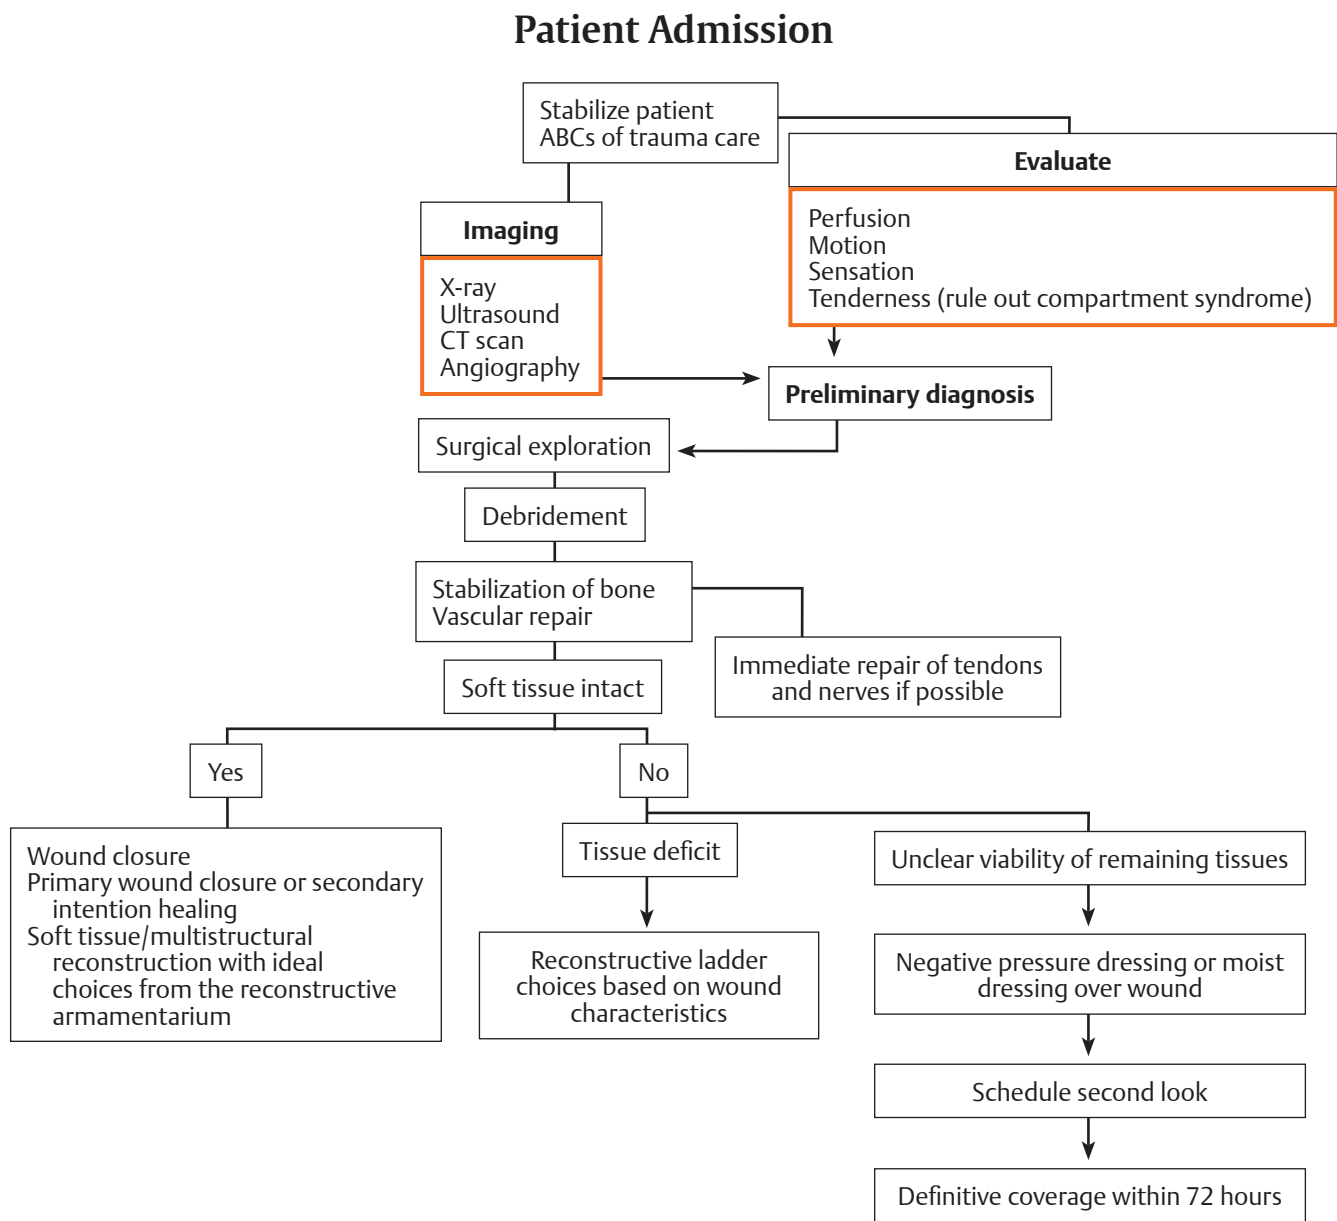 Patient Admission
Stabilize patient
ABCs of trauma care
Evaluate
Perfusion
Motion
Sensation
Tenderness (rule out compartment syndrome)
Imaging
X-ray
Ultrasound
CT scan
Angiography
Preliminary diagnosis
Surgical exploration
Debridement
Stabilization of bone
Vascular repair
Immediate repair of tendons
and nerves if possible
Soft tissue intact
Yes
No
Wound closure
Primary wound closure or secondary
intention healing
Soft tissue/multistructural
reconstruction with ideal
choices from the reconstructive
armamentarium
Tissue deficit
Reconstructive ladder
choices based on wound
characteristics
Unclear viability of remaining tissues
Negative pressure dressing or moist
dressing over wound
Schedule second look
Definitive coverage within 72 hours